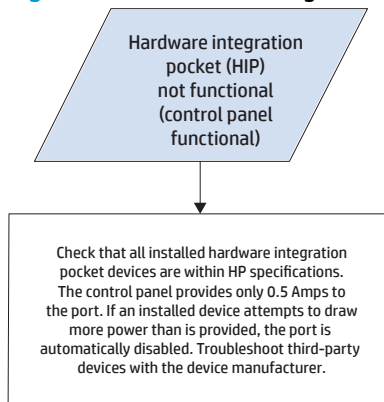 Hardware integration
pocket (HIP)
not functional
(control panel
functional)
Check that all installed hardware integration
pocket devices are within HP specifications.
The control panel provides only 0.5 Amps to
the port. If an installed device attempts to draw
more power than is provided, the port is
automatically disabled. Troubleshoot third-party
devices with the device manufacturer.